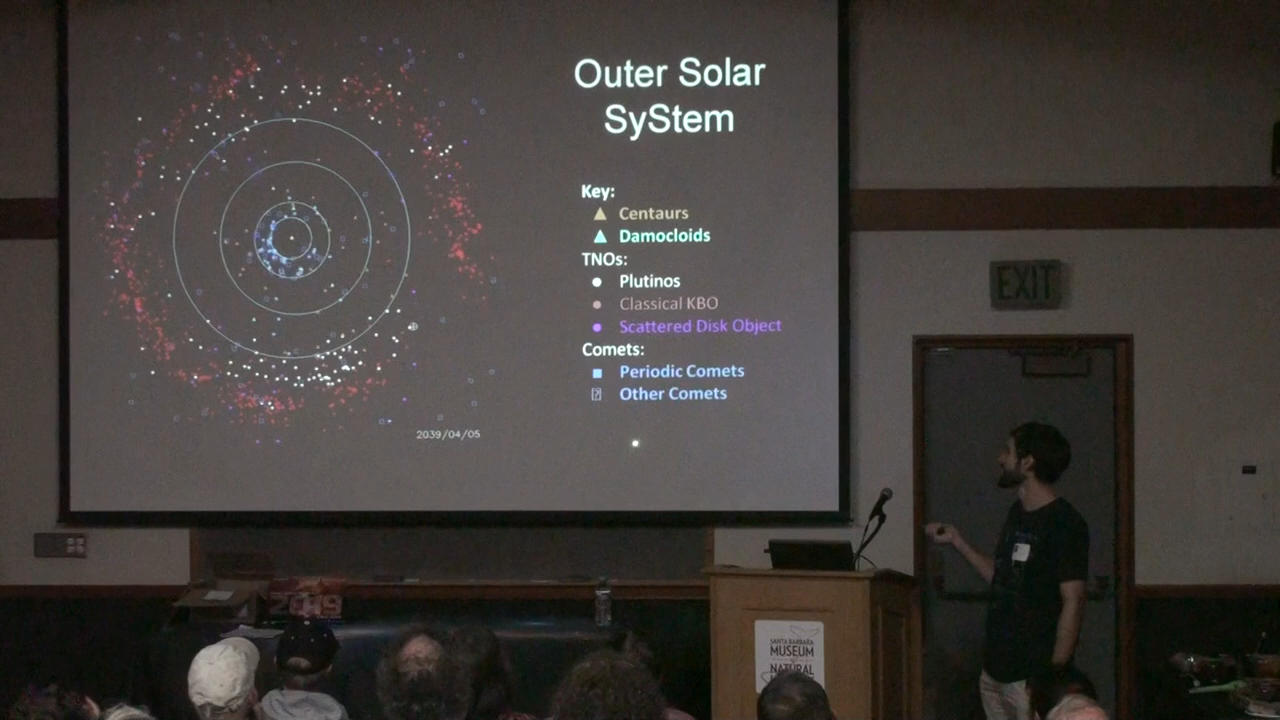 Outer Solar
SyStem
Key:
Centaurs
Damocloids
TNOs:
Plutinos
Classical KBO
Scattered Disk Object
Comets:
Periodic Comets
Other Comets
2039/04/05
EXIT
2019
SANTA BARBARA
MUSEUM
NATURAL